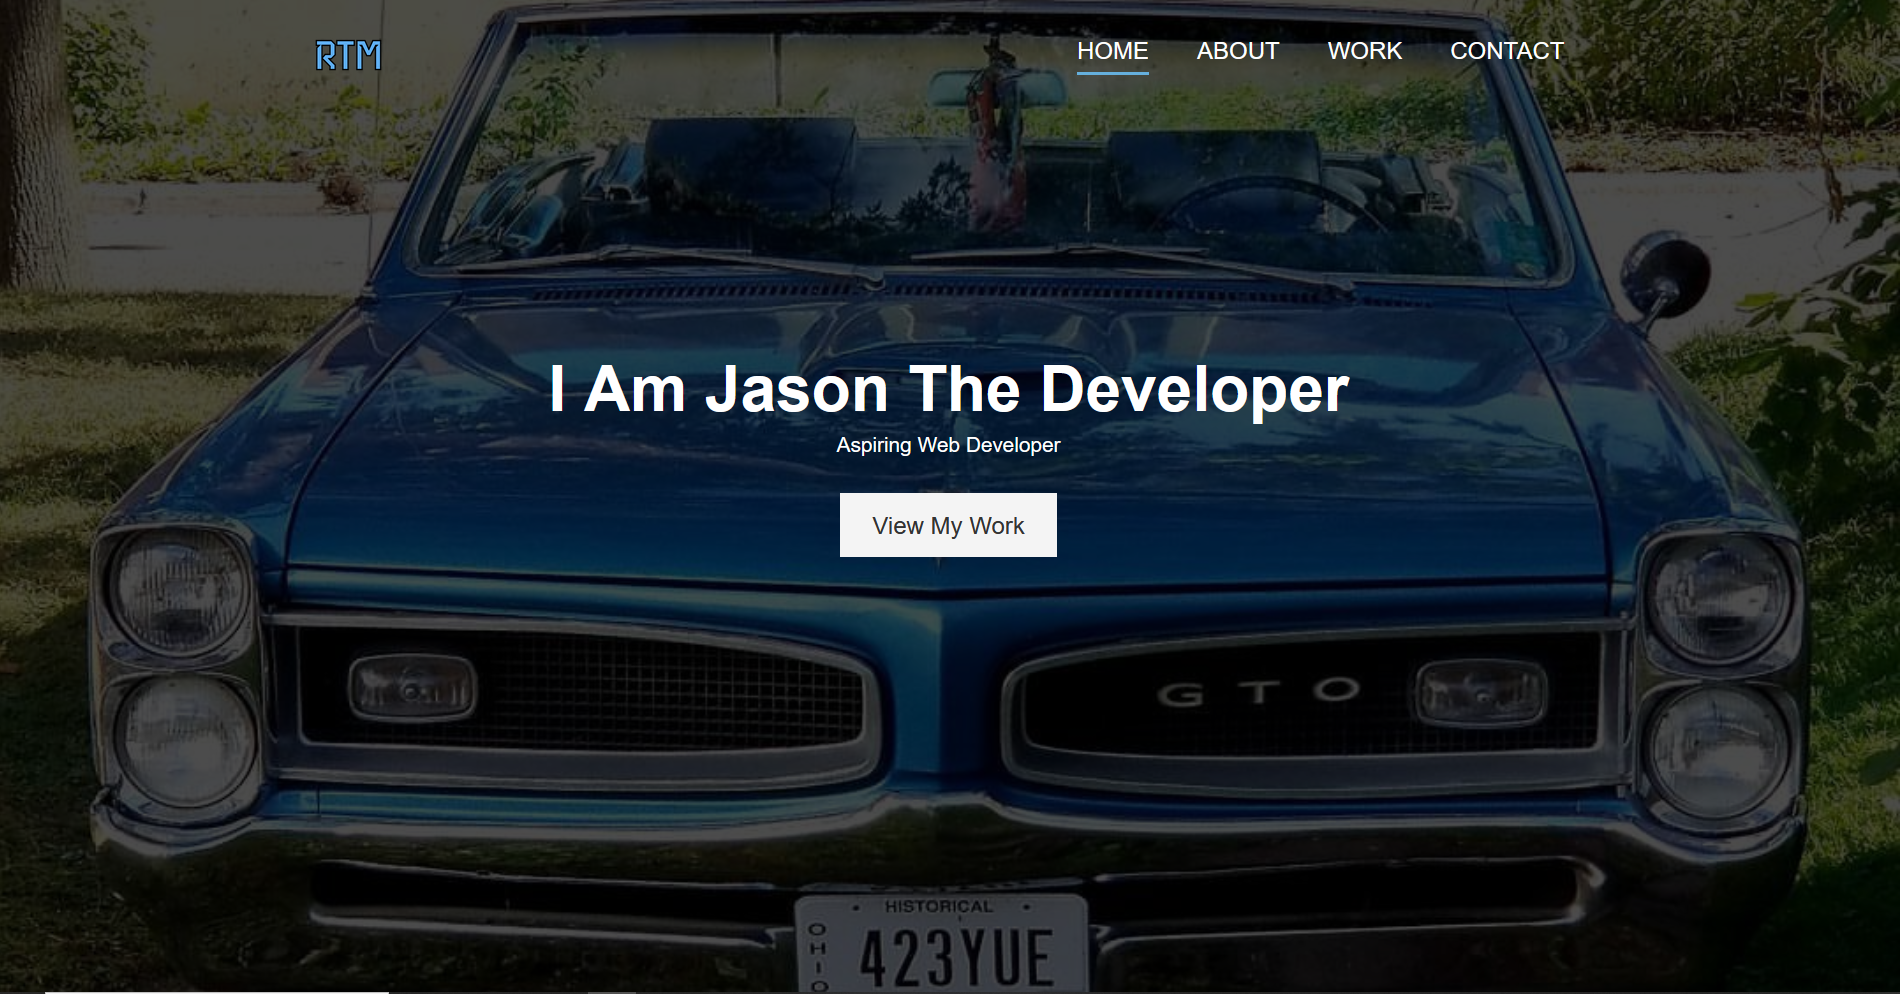 RTM
HOME ABOUT WORK CONTACT
I Am Jason The Developer
Aspiring Web Developer
View My Work
GTO
HISTORICAL
OHIO
423YUE